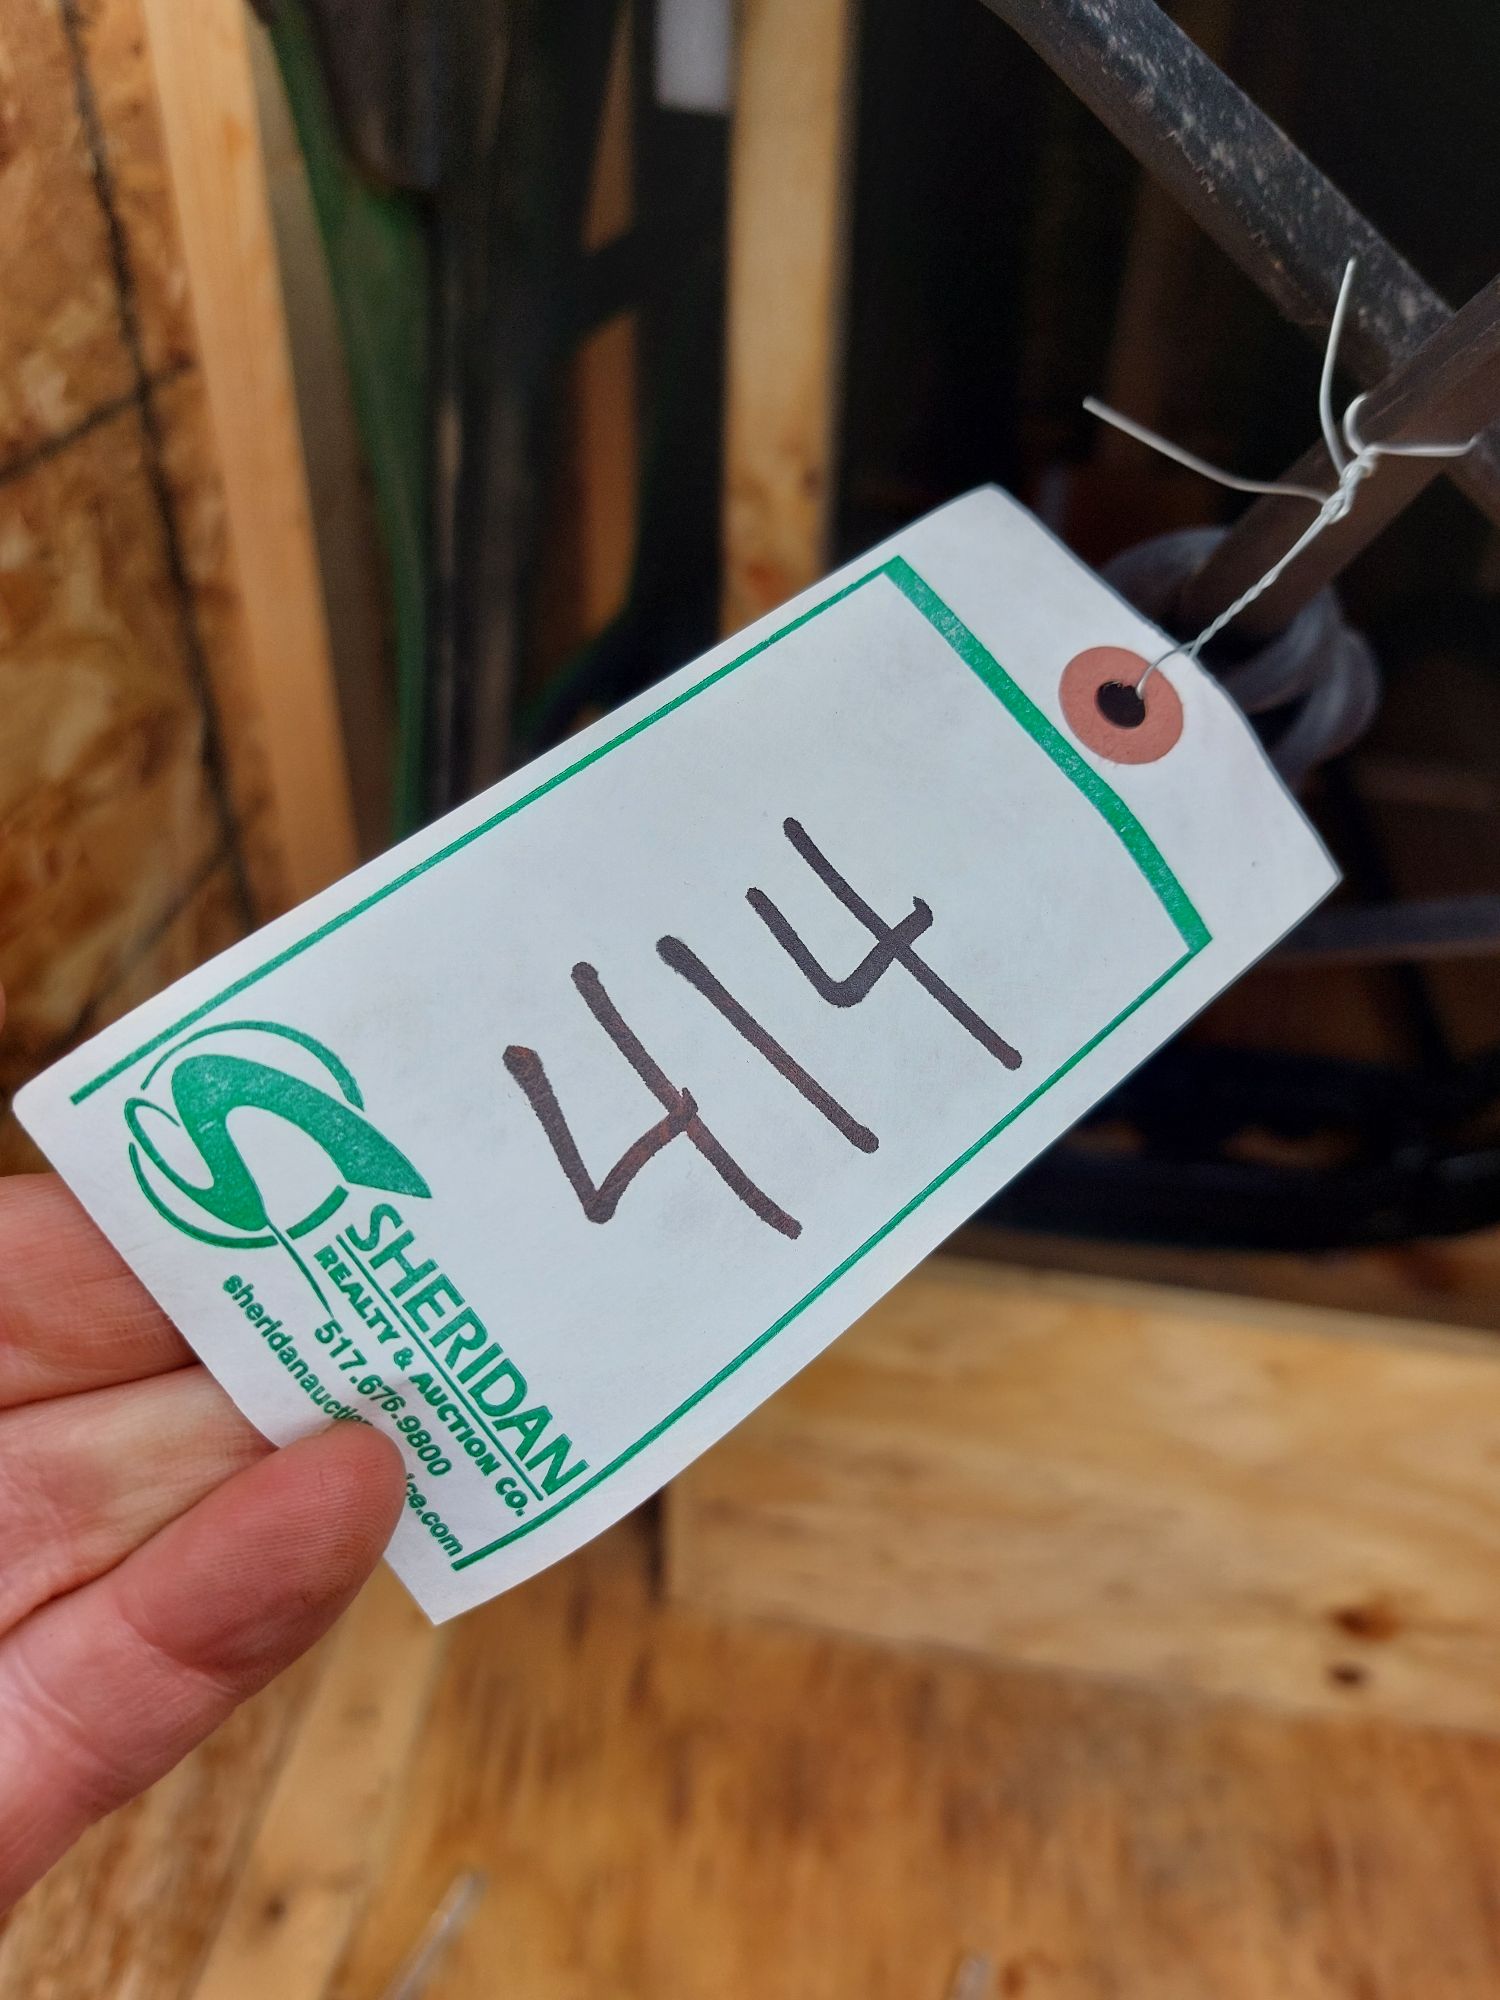 414
SHERIDAN
REALTY & AUCTION CO.
517.676.9800